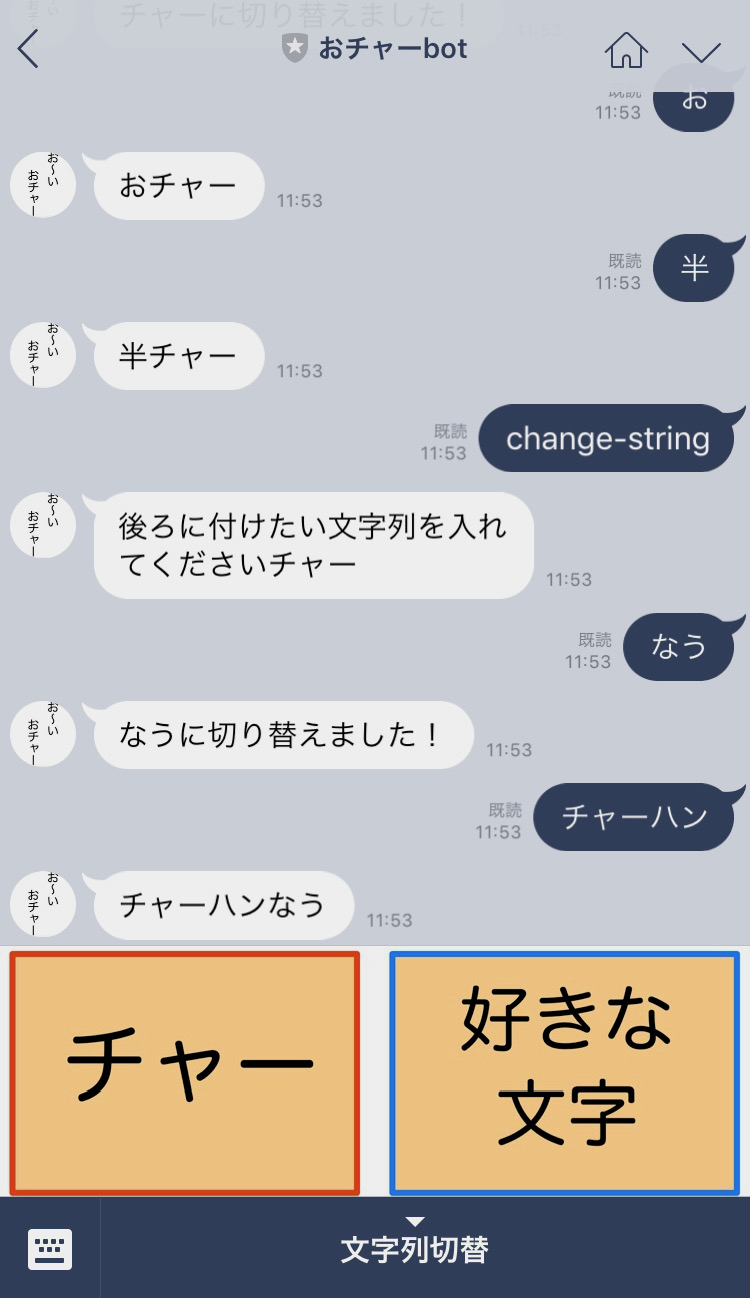 チャーに切り替えました！
おチャーbot
既読
11:53
お
お〜い
おチャー
おチャー
11:53
既読
11:53
半
お〜い
おチャー
半チャー
11:53
既読
11:53
change-string
お〜い
おチャー
後ろに付けたい文字列を入れ
てくださいチャー
11:53
既読
11:53
なう
お〜い
おチャー
なうに切り替えました！
11:53
既読
11:53
チャーハン
お〜い
おチャー
チャーハンなう
11:53
チャー
好きな
文字
文字列切替